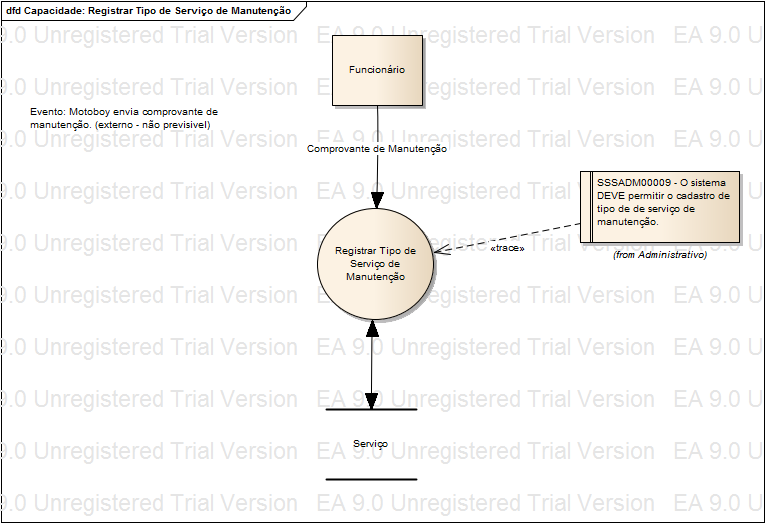 dfd Capacidade: Registrar Tipo de Serviço de Manutenção
EA 9.0 Unregistered Trial Version
Funcionário
Evento: Motoboy envia comprovante de
manutenção. (externo - não previsivel)
Comprovante de Manutenção
SSSADM00009 - O sistema
DEVE permitir o cadastro de
tipo de de serviço de
manutenção.
«trace»
(from Administrativo)
Registrar Tipo de
Serviço de
Manutenção
Serviço